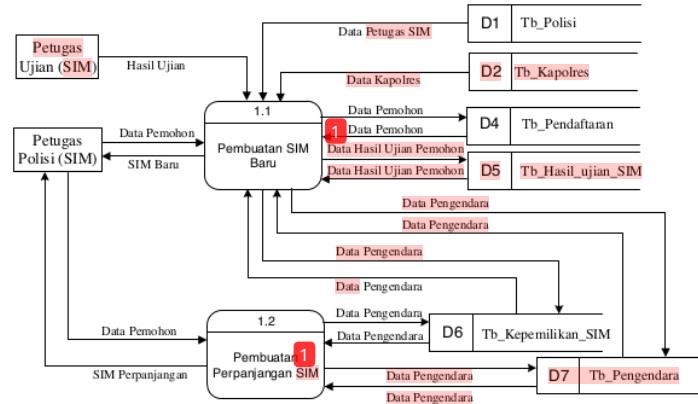 D1 Tb_Polisi
Data Petugas SIM
Petugas
Ujian (SIM)
Hasil Ujian
D2 Tb_Kapolres
Data Kapolres
1.1
Pembuatan SIM
Baru
Data Pemohon
1
Data Pemohon
D4 Tb_Pendaftaran
Petugas
Polisi (SIM)
Data Pemohon
SIM Baru
Data Hasil Ujian Pemohon
Data Hasil Ujian Pemohon
D5 Tb_Hasil_ujian_SIM
Data Pengendara
Data Pengendara
Data Pengendara
Data Pengendara
1.2
Pembuatan
Perpanjangan SIM
1
Data Pengendara
Data Pengendara
D6 Tb_Kepemilikan_SIM
Data Pemohon
SIM Perpanjangan
Data Pengendara
Data Pengendara
D7 Tb_Pengendara